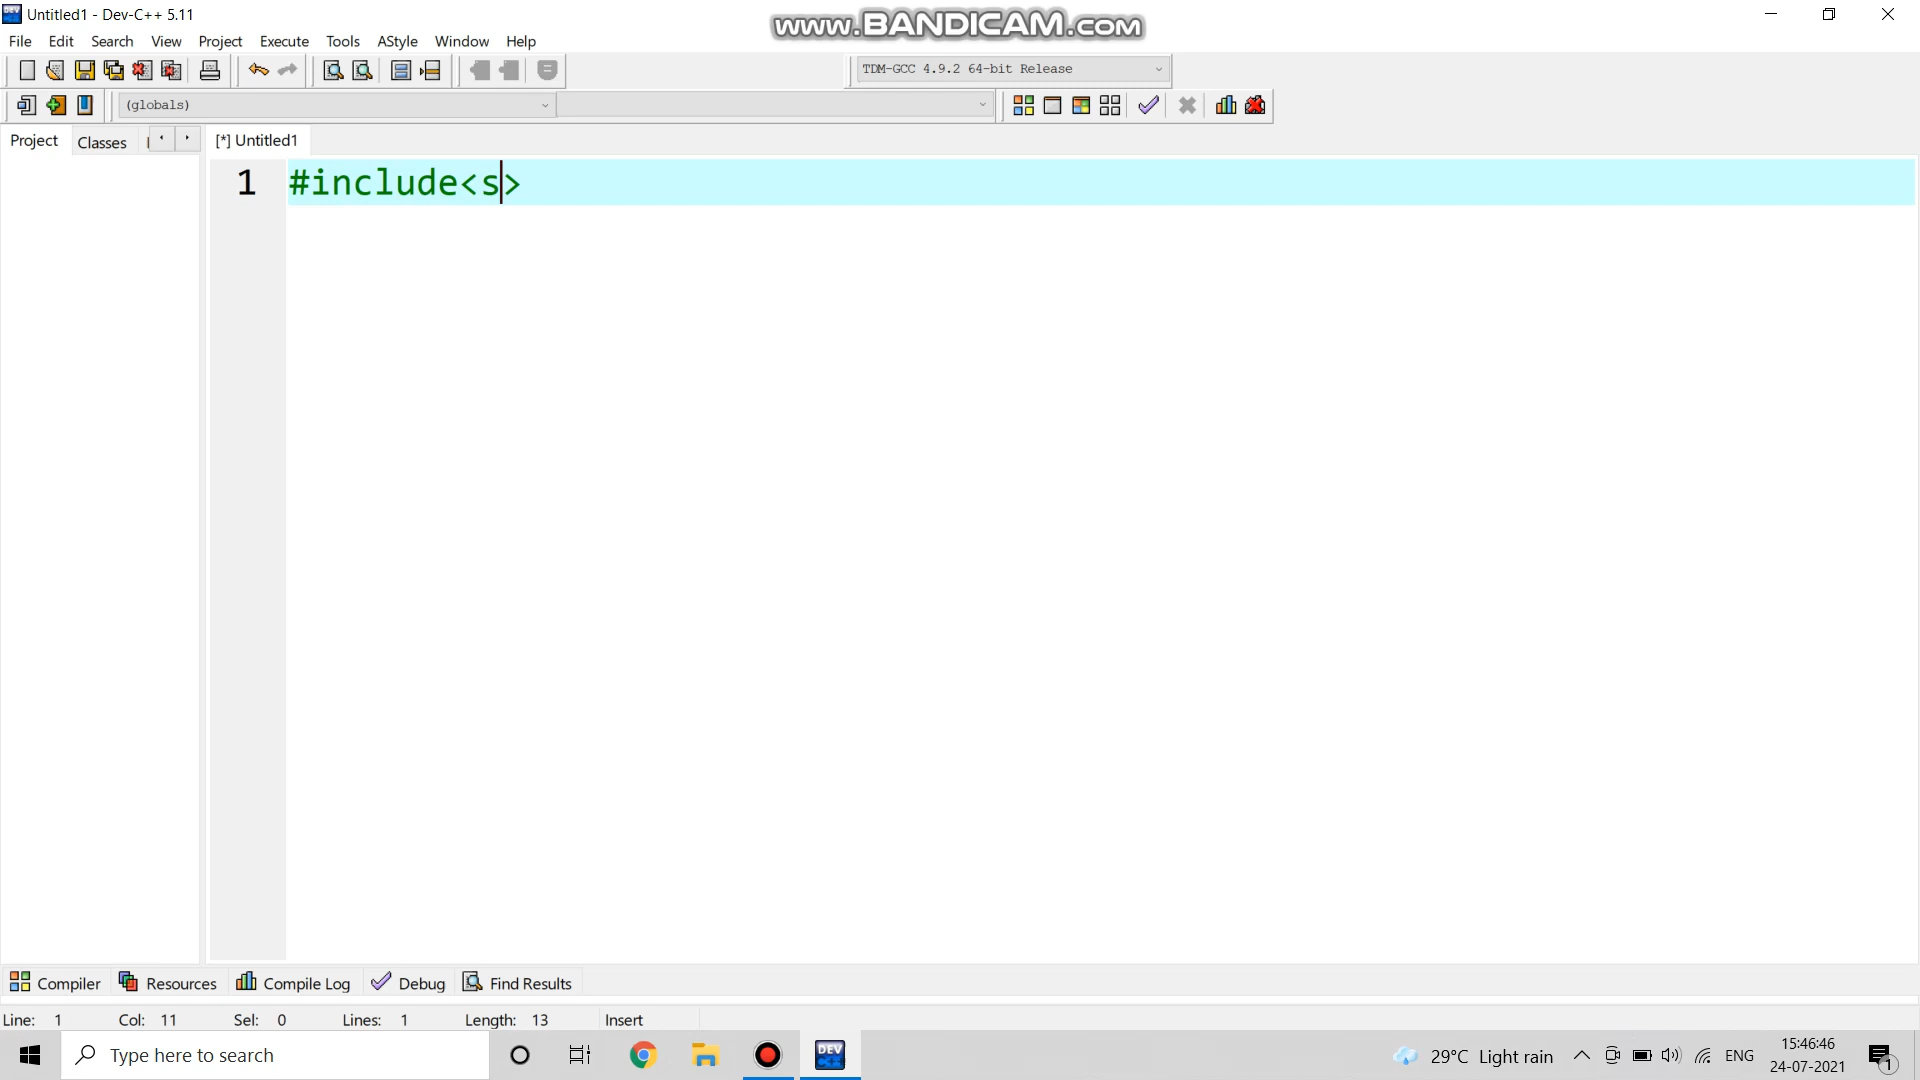 Untitled1 - Dev-C++ 5.11
www.BANDICAM.com
File Edit Search View Project Execute Tools AStyle Window Help
TDM-GCC 4.9.2 64-bit Release
(globals)
Project Classes
[*] Untitled1
1 #include<s>
Compiler Resources Compile Log Debug Find Results
Line: 1 Col: 11 Sel: 0 Lines: 1 Length: 13 Insert
DEV C++
Type here to search
29°C Light rain
ENG
15:46:46
24-07-2021
1